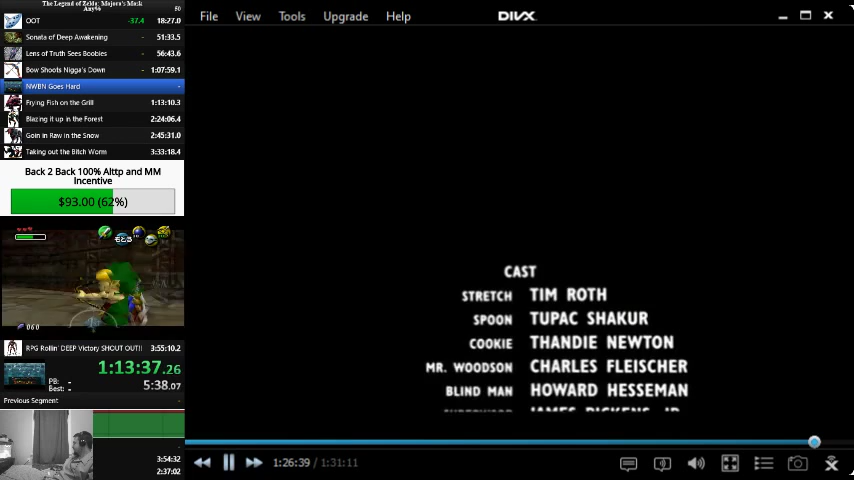 The Legend of Zelda: Majora's Mask
Any%
50
OOT -37.4 18:27.0
Sonata of Deep Awakening - 51:33.5
Lens of Truth Sees Boobies - 56:43.6
Bow Shoots Nigga's Down - 1:07:59.1
NWBN Goes Hard -
Frying Fish on the Grill 1:13:10.3
Blazing it up in the Forest 2:24:06.4
Goin in Raw in the Snow 2:45:31.0
Taking out the Bitch Worm 3:33:18.4
Back 2 Back 100% Alttp and MM
Incentive
$93.00 (62%)
060
RPG Rollin' DEEP Victory SHOUT OUT!! 3:55:10.2
1:13:37.26
PB: -
Best: -
5:38.07
Previous Segment -
-
3:54:32
2:37:02
File View Tools Upgrade Help
DIVX
CAST
STRETCH TIM ROTH
SPOON TUPAC SHAKUR
COOKIE THANDIE NEWTON
MR. WOODSON CHARLES FLEISCHER
BLIND MAN HOWARD HESSEMAN
1:26:39 / 1:31:11